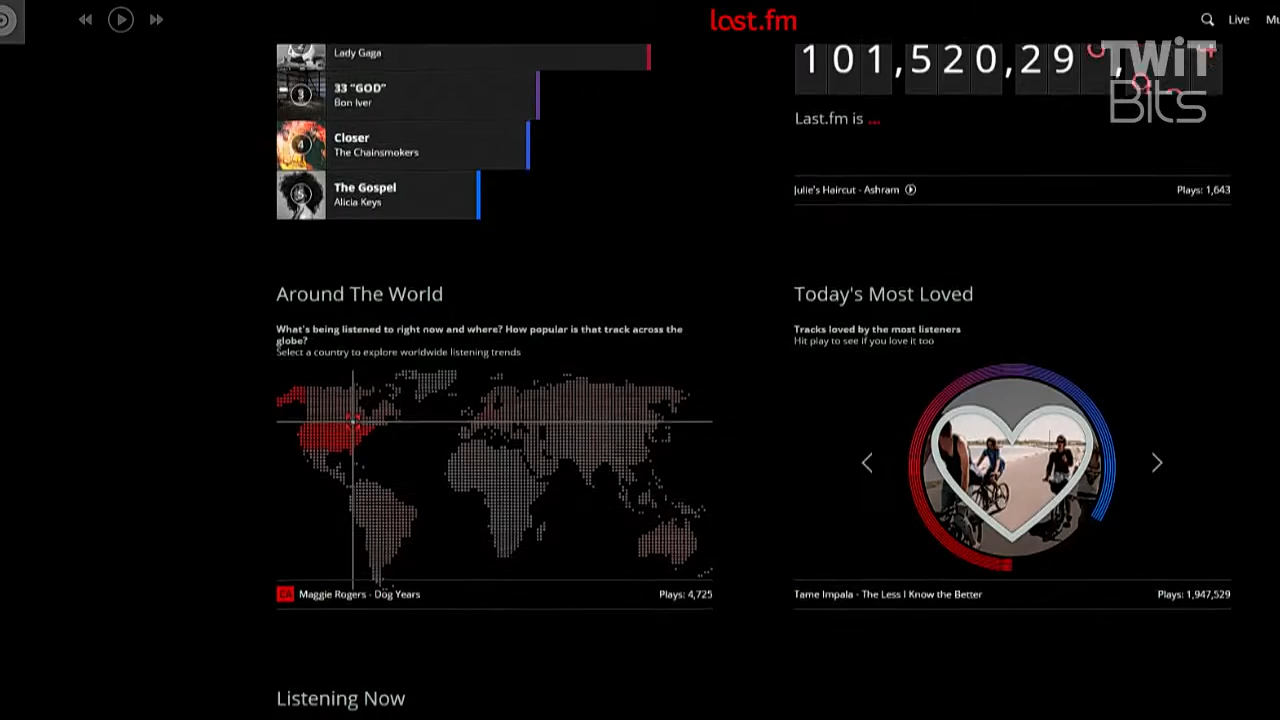 last.fm
Live
TWiT
Bits
Lady Gaga
3
33 “GOD”
Bon Iver
4
Closer
The Chainsmokers
5
The Gospel
Alicia Keys
101,520,29
Last.fm is ...
Julie's Haircut - Ashram
Plays: 1,643
Around The World
What's being listened to right now and where? How popular is that track across the
globe?
Select a country to explore worldwide listening trends
CA Maggie Rogers - Dog Years
Plays: 4,725
Today's Most Loved
Tracks loved by the most listeners
Hit play to see if you love it too
Tame Impala - The Less I Know the Better
Plays: 1,947,529
Listening Now